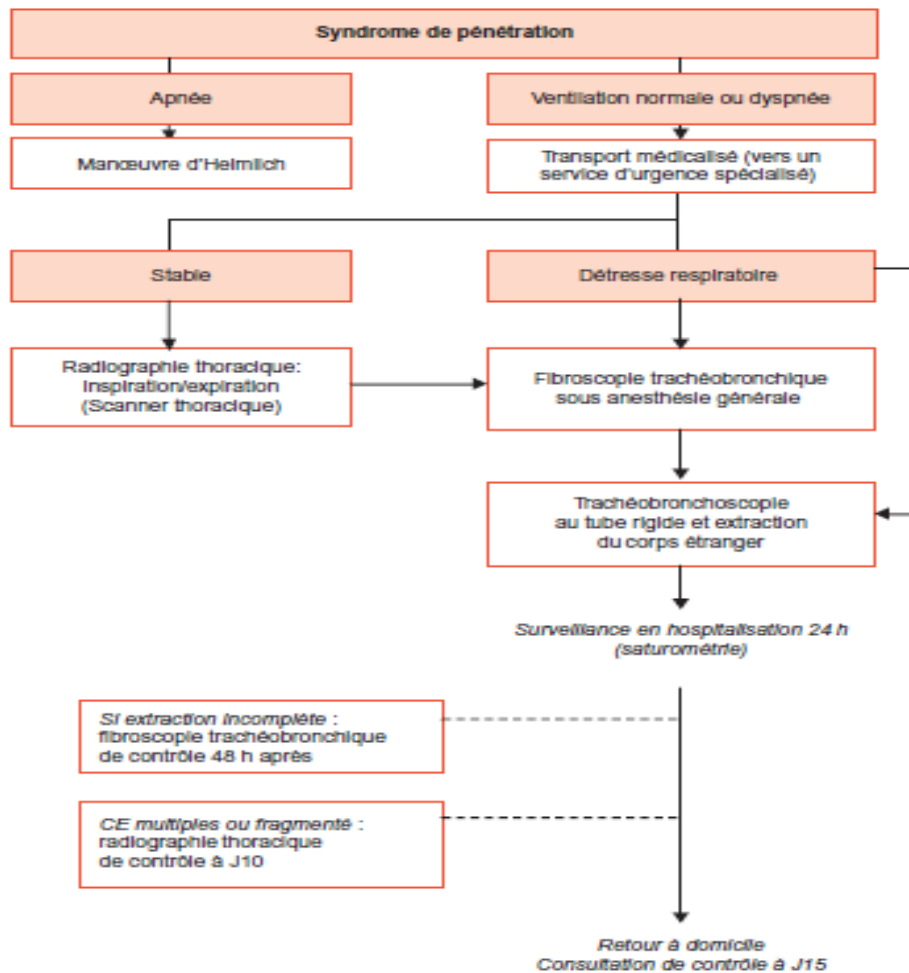 Syndrome de pénétration
Apnée
Ventilation normale ou dyspnée
Manœuvre d'Heimlich
Transport médicalisé (vers un
service d'urgence spécialisé)
Stable
Détresse respiratoire
Radiographie thoracique:
Inspiration/expiration
(Scanner thoracique)
Fibroscopie trachéobronchique
sous anesthésie générale
Trachéobronchoscopie
au tube rigide et extraction
du corps étranger
Surveillance en hospitalisation 24 h
(saturométrie)
Si extraction incomplète :
fibroscopie trachéobronchique
de contrôle 48 h après
CE multiples ou fragmenté :
radiographie thoracique
de contrôle à J10
Retour à domicile
Consultation de contrôle à J15